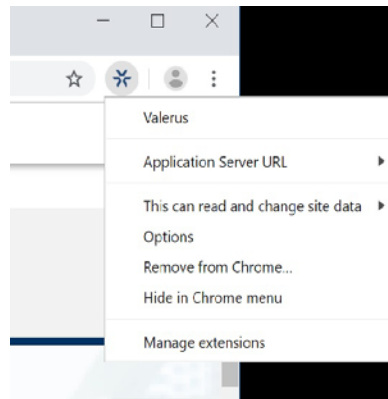 Valerus
Application Server URL
This can read and change site data
Options
Remove from Chrome...
Hide in Chrome menu
Manage extensions